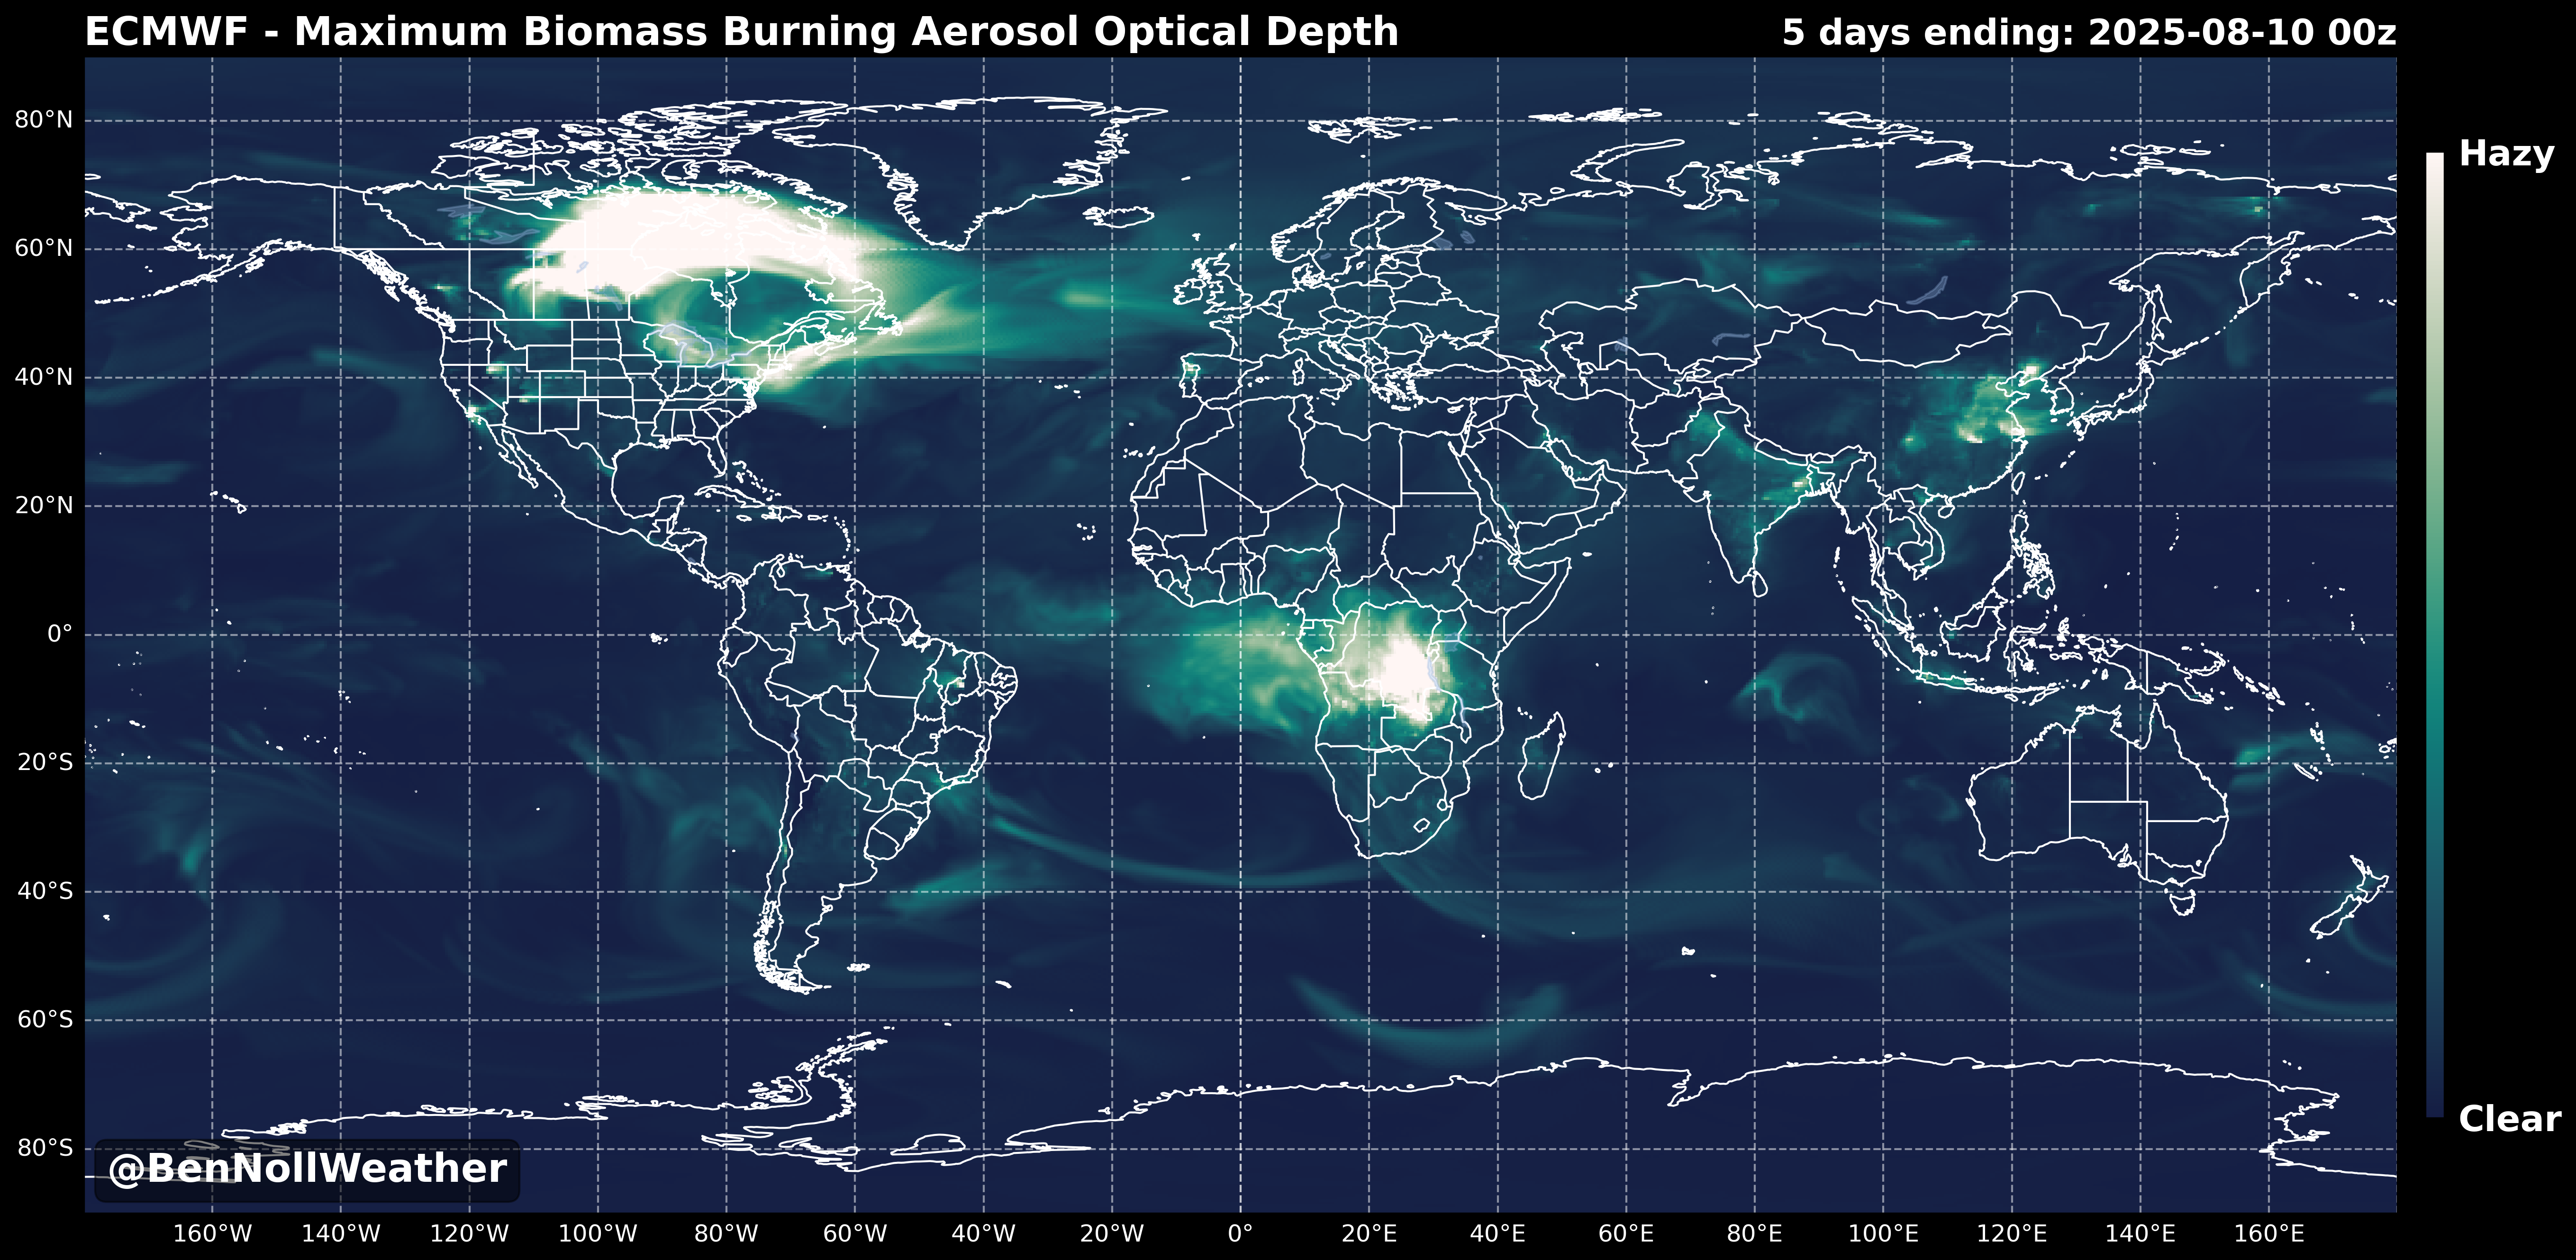 ECMWF - Maximum Biomass Burning Aerosol Optical Depth
5 days ending: 2025-08-10 00z
Hazy
Clear
80°N
60°N
40°N
20°N
0°
20°S
40°S
60°S
80°S
@BenNollWeather
160°W 140°W 120°W 100°W 80°W 60°W 40°W 20°W 0° 20°E 40°E 60°E 80°E 100°E 120°E 140°E 160°E